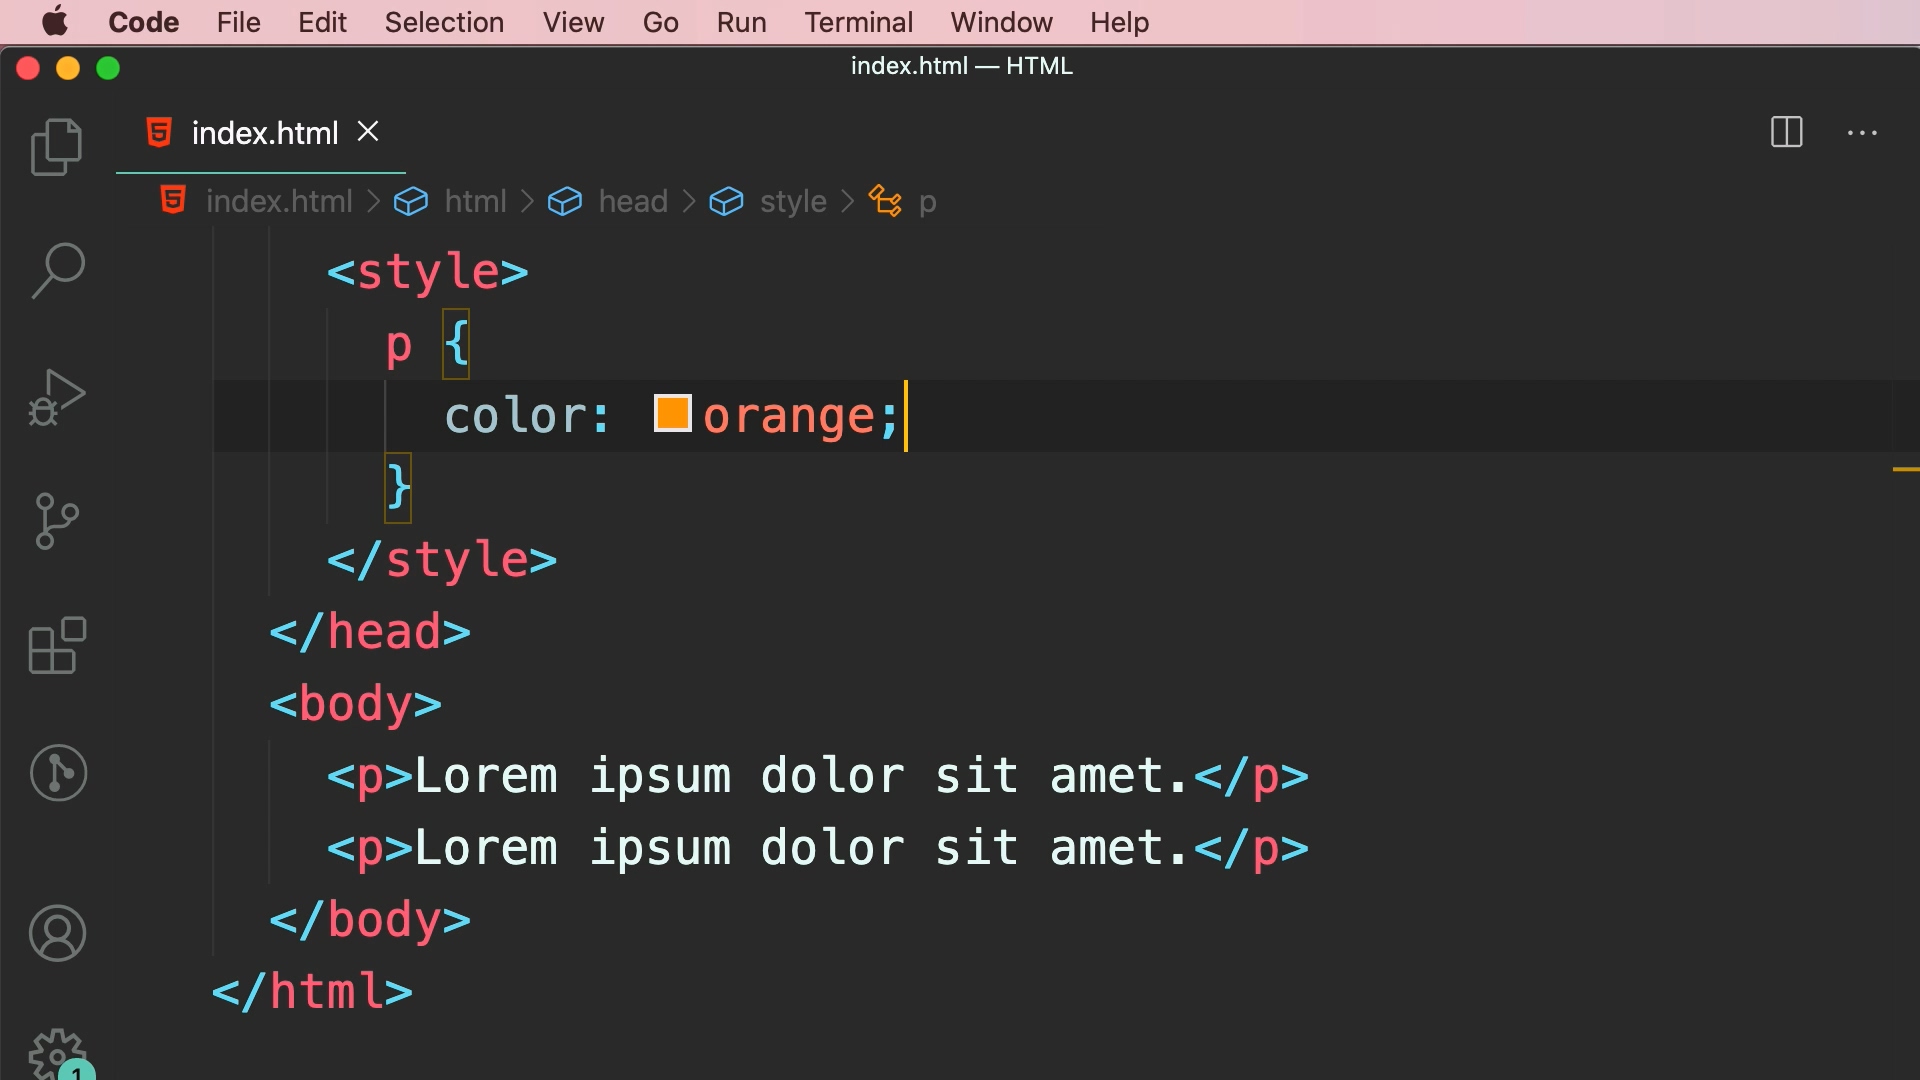 Code File Edit Selection View Go Run Terminal Window Help
index.html — HTML
index.html
index.html > html > head > style > p
<style>
p {
color: orange;
}
</style>
</head>
<body>
<p>Lorem ipsum dolor sit amet.</p>
<p>Lorem ipsum dolor sit amet.</p>
</body>
</html>
1